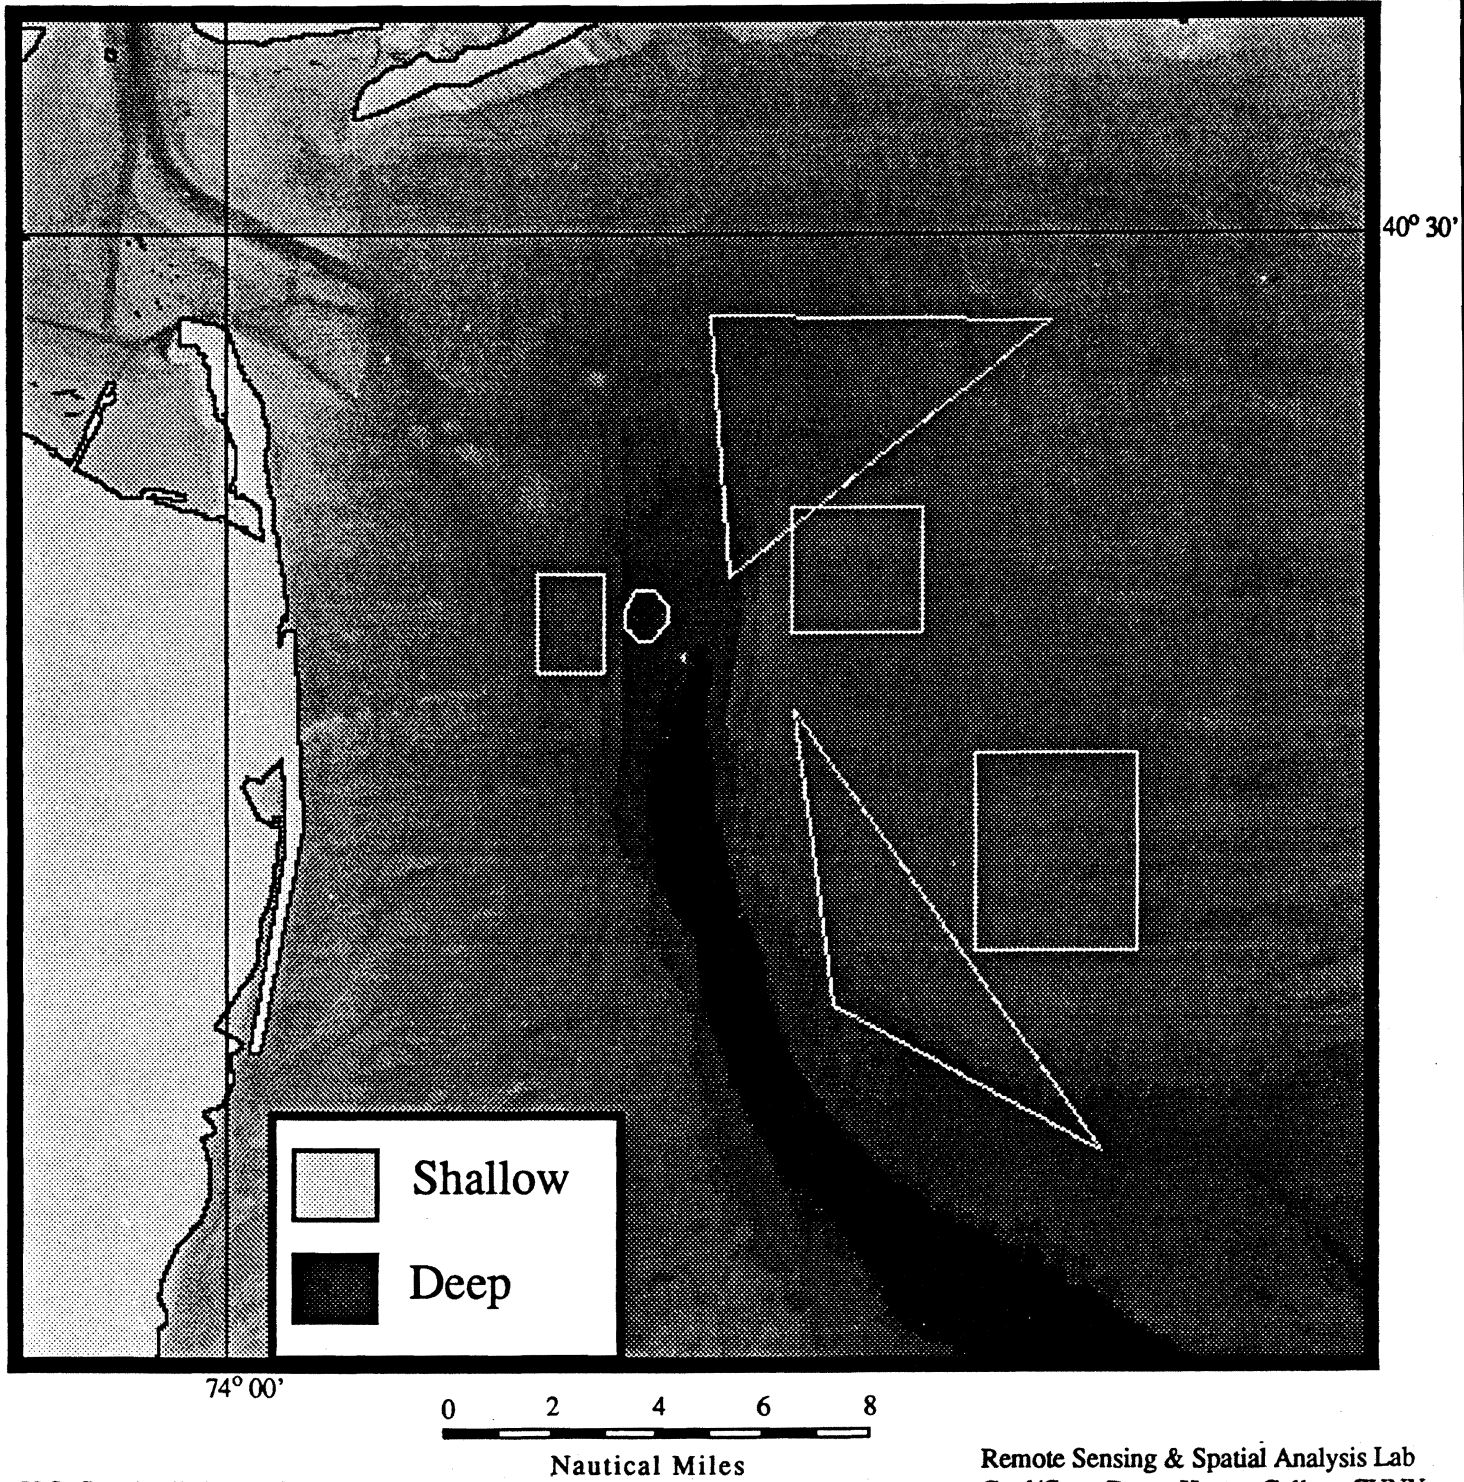 40° 30'
Shallow
Deep
74° 00'
0 2 4 6 8
Nautical Miles
Remote Sensing & Spatial Analysis Lab